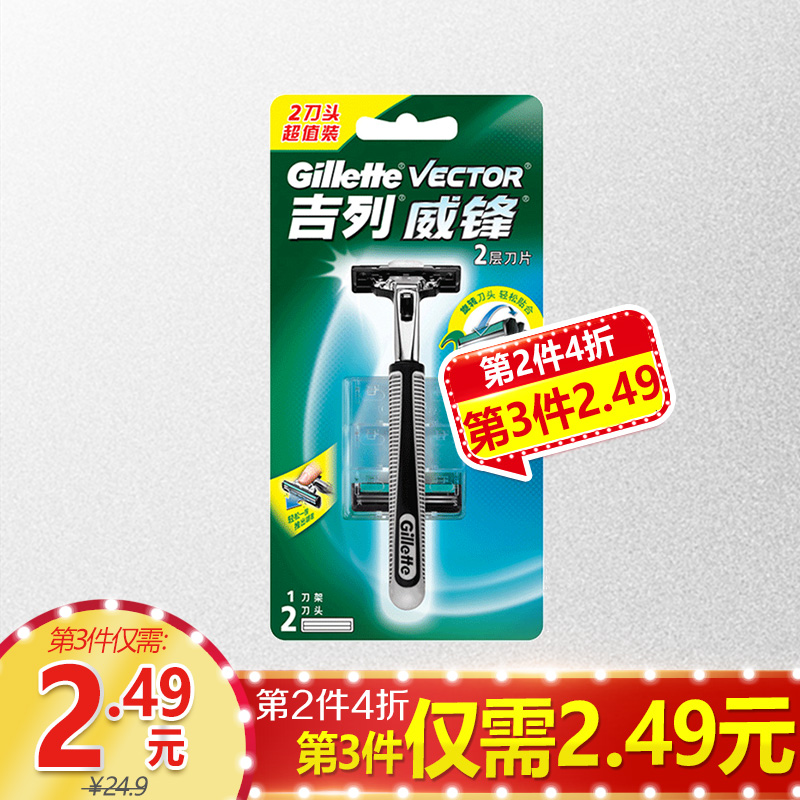 2刀头
超值装
Gillette® VECTOR®
吉列® 威锋®
2层刀片
旋转刀头 轻松贴合
第2件4折
第3件2.49
Gillette
1刀架
2刀头
第3件仅需:
2.49元
¥24.9
第2件4折
第3件仅需2.49元